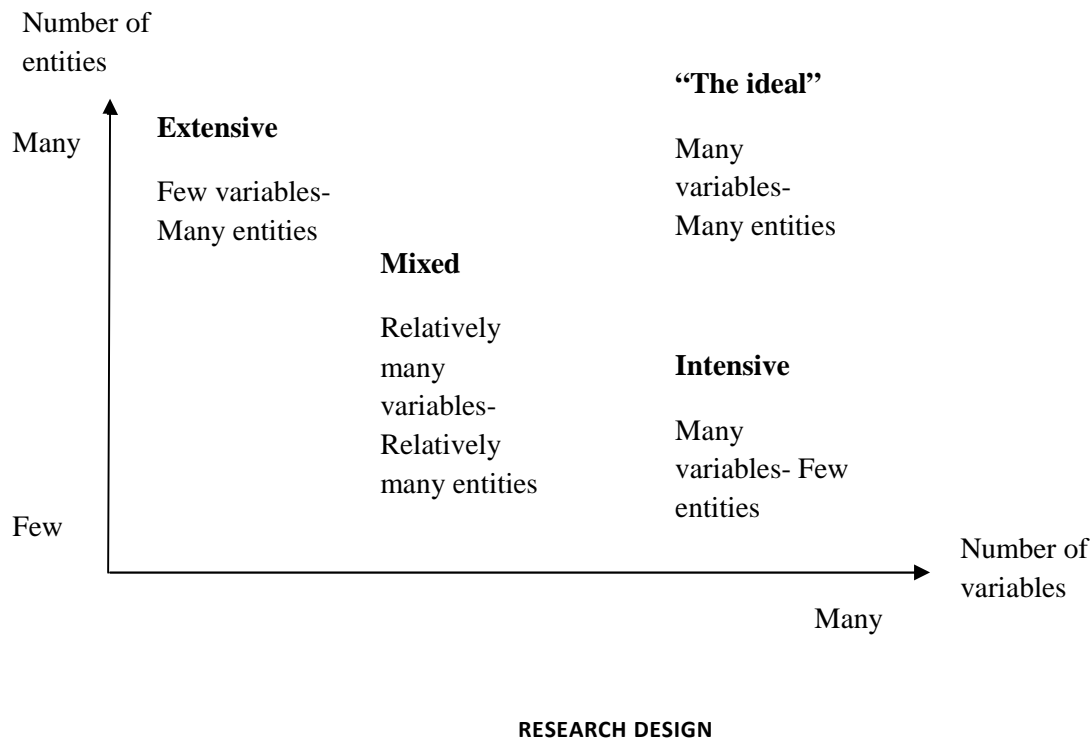 Number of
entities
Many
Few
Extensive
Few variables-
Many entities
Mixed
Relatively
many
variables-
Relatively
many entities
“The ideal”
Many
variables-
Many entities
Intensive
Many
variables- Few
entities
Number of
variables
Many
RESEARCH DESIGN